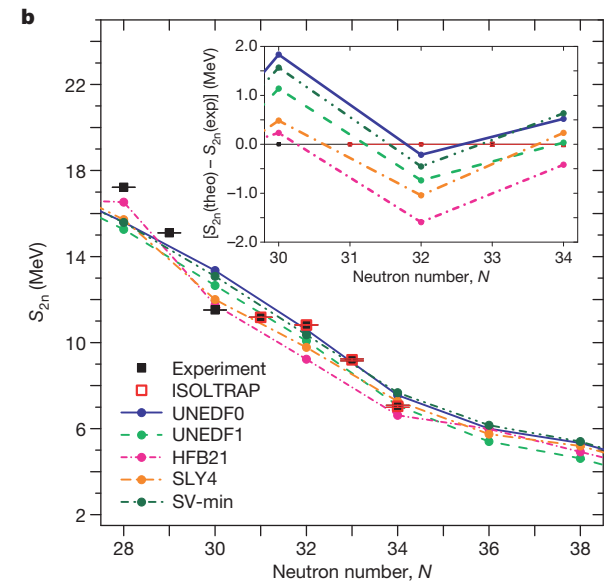 b
22
18
14
10
6
2
S2n (MeV)
28 30 32 34 36 38
Neutron number, N
2.0
1.0
0.0
−1.0
−2.0
[S2n(theo) − S2n(exp)] (MeV)
30 31 32 33 34
Neutron number, N
Experiment
ISOLTRAP
UNEDF0
UNEDF1
HFB21
SLY4
SV-min